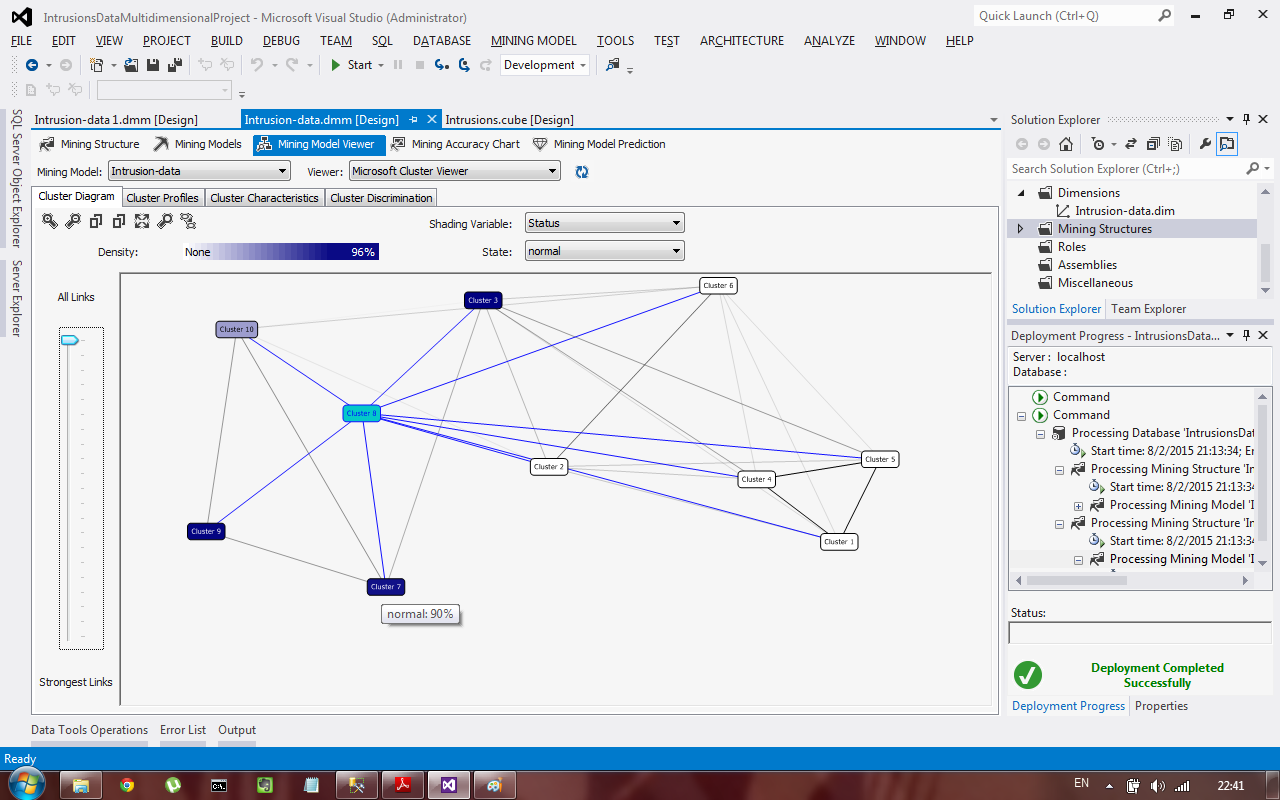 IntrusionsDataMultidimensionalProject - Microsoft Visual Studio (Administrator)
Quick Launch (Ctrl+Q)
FILE EDIT VIEW PROJECT BUILD DEBUG TEAM SQL DATABASE MINING MODEL TOOLS TEST ARCHITECTURE ANALYZE WINDOW HELP
Start Development
SQL Server Object Explorer
Server Explorer
Intrusion-data 1.dmm [Design] Intrusion-data.dmm [Design] Intrusions.cube [Design]
Mining Structure Mining Models Mining Model Viewer Mining Accuracy Chart Mining Model Prediction
Mining Model: Intrusion-data Viewer: Microsoft Cluster Viewer
Cluster Diagram Cluster Profiles Cluster Characteristics Cluster Discrimination
Shading Variable: Status
Density: None 96% State: normal
All Links
Strongest Links
Cluster 6
Cluster 3
Cluster 10
Cluster 8
Cluster 5
Cluster 2
Cluster 4
Cluster 9
Cluster 1
Cluster 7
normal: 90%
Solution Explorer
Search Solution Explorer (Ctrl+;)
Dimensions
Intrusion-data.dim
Mining Structures
Roles
Assemblies
Miscellaneous
Solution Explorer Team Explorer
Deployment Progress - IntrusionsData...
Server : localhost
Database :
Command
Command
Processing Database 'IntrusionsDat
Start time: 8/2/2015 21:13:34; En
Processing Mining Structure 'In
Start time: 8/2/2015 21:13:34
Processing Mining Model 'I
Processing Mining Structure 'In
Start time: 8/2/2015 21:13:34
Processing Mining Model 'I
Status:
Deployment Completed
Successfully
Deployment Progress Properties
Data Tools Operations Error List Output
Ready
EN 22:41